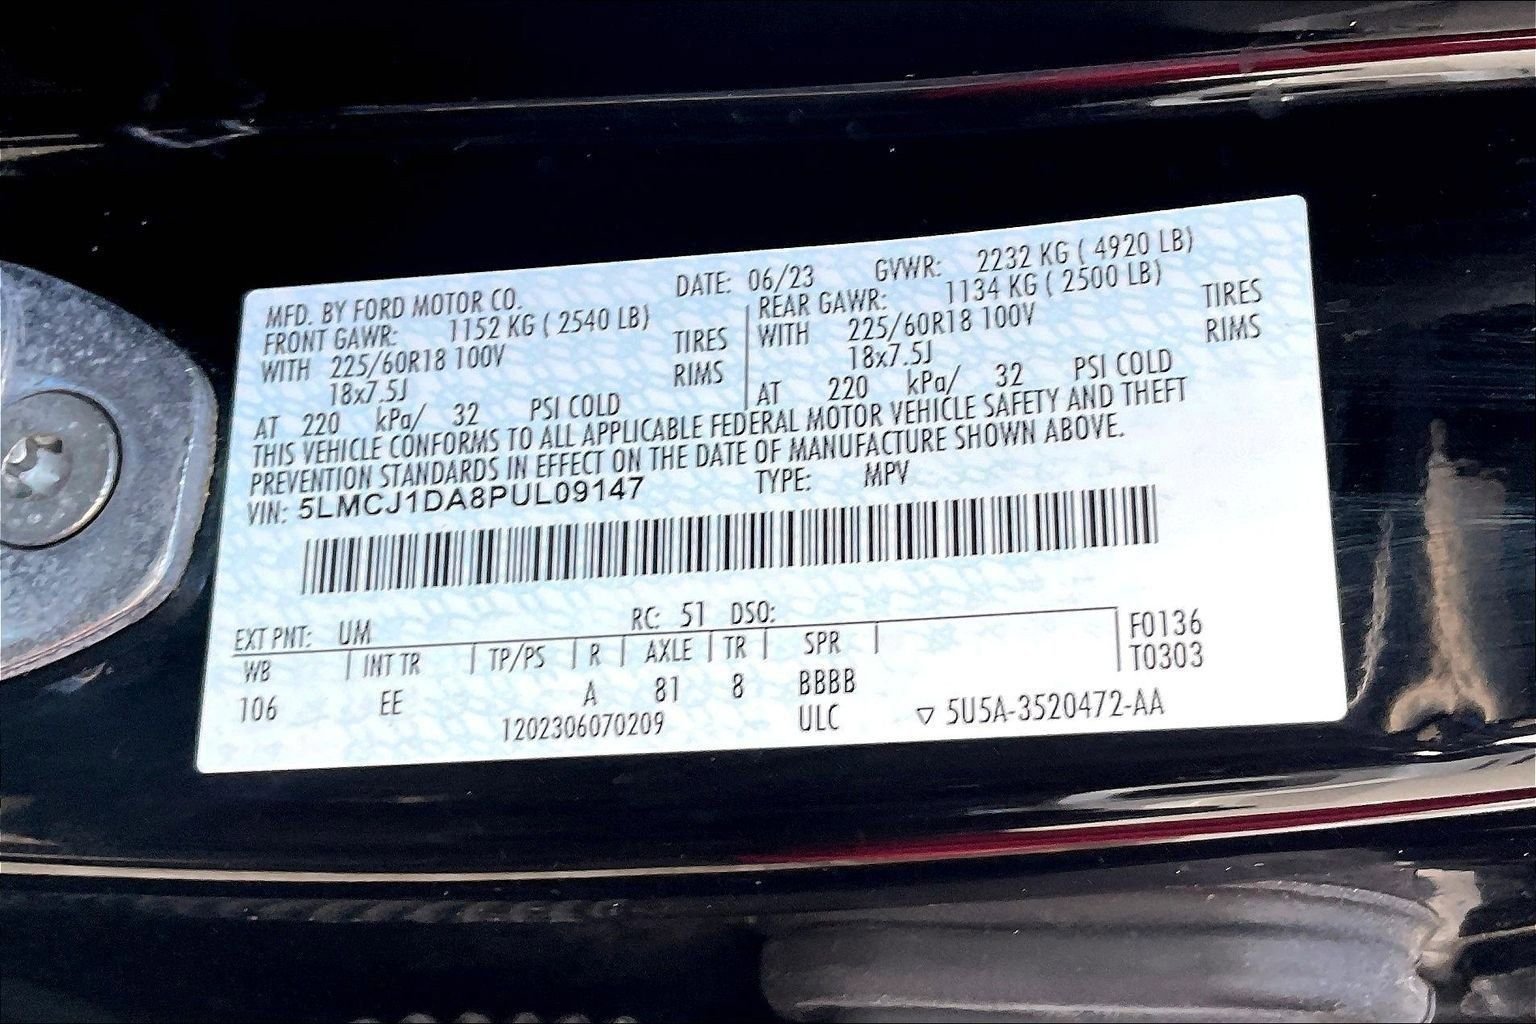 MFD. BY FORD MOTOR CO. DATE: 06/23 GVWR: 2232 KG ( 4920 LB)
FRONT GAWR: 1152 KG ( 2540 LB) REAR GAWR: 1134 KG ( 2500 LB)
WITH 225/60R18 100V TIRES WITH 225/60R18 100V TIRES
18x7.5J RIMS 18x7.5J RIMS
AT 220 kPa/ 32 PSI COLD AT 220 kPa/ 32 PSI COLD
THIS VEHICLE CONFORMS TO ALL APPLICABLE FEDERAL MOTOR VEHICLE SAFETY AND THEFT
PREVENTION STANDARDS IN EFFECT ON THE DATE OF MANUFACTURE SHOWN ABOVE.
VIN: 5LMCJ1DA8PUL09147 TYPE: MPV
EXT PNT: UM RC: 51 DSO: F0136
WB INT TR TP/PS R AXLE TR SPR T0303
106 EE A 81 8 BBBB
1202306070209 ULC ▽ 5U5A-3520472-AA